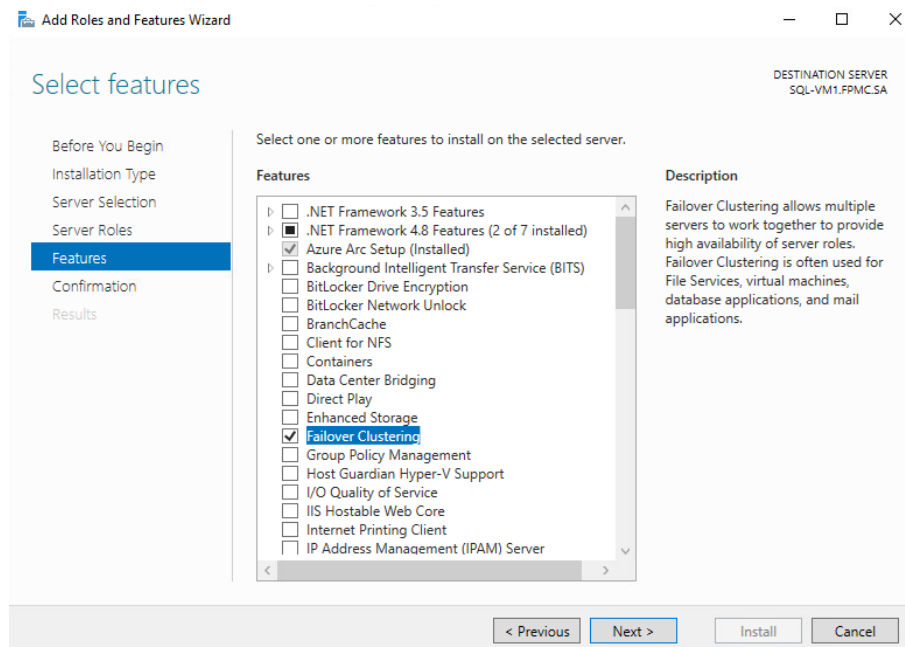 Add Roles and Features Wizard
Select features
DESTINATION SERVER
SQL-VM1.FPMC.SA
Before You Begin
Installation Type
Server Selection
Server Roles
Features
Confirmation
Results
Select one or more features to install on the selected server.
Features
.NET Framework 3.5 Features
.NET Framework 4.8 Features (2 of 7 installed)
Azure Arc Setup (Installed)
Background Intelligent Transfer Service (BITS)
BitLocker Drive Encryption
BitLocker Network Unlock
BranchCache
Client for NFS
Containers
Data Center Bridging
Direct Play
Enhanced Storage
Failover Clustering
Group Policy Management
Host Guardian Hyper-V Support
I/O Quality of Service
IIS Hostable Web Core
Internet Printing Client
IP Address Management (IPAM) Server
Description
Failover Clustering allows multiple
servers to work together to provide
high availability of server roles.
Failover Clustering is often used for
File Services, virtual machines,
database applications, and mail
applications.
< Previous
Next >
Install
Cancel